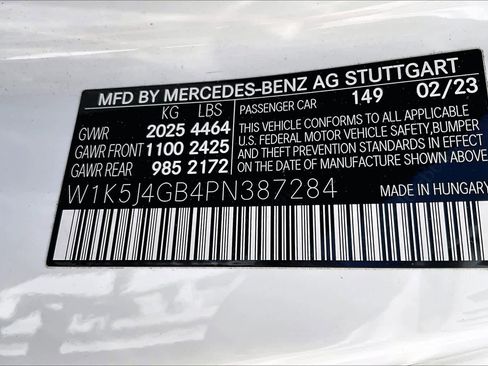 MFD BY MERCEDES-BENZ AG STUTTGART
KG LBS PASSENGER CAR 149 02/23
GVWR 2025 4464
GAWR FRONT 1100 2425
GAWR REAR 985 2172
THIS VEHICLE CONFORMS TO ALL APPLICABLE
U.S. FEDERAL MOTOR VEHICLE SAFETY, BUMPER
AND THEFT PREVENTION STANDARDS IN EFFECT
ON THE DATE OF MANUFACTURE SHOWN ABOVE.
W1K5J4GB4PN387284 MADE IN HUNGARY